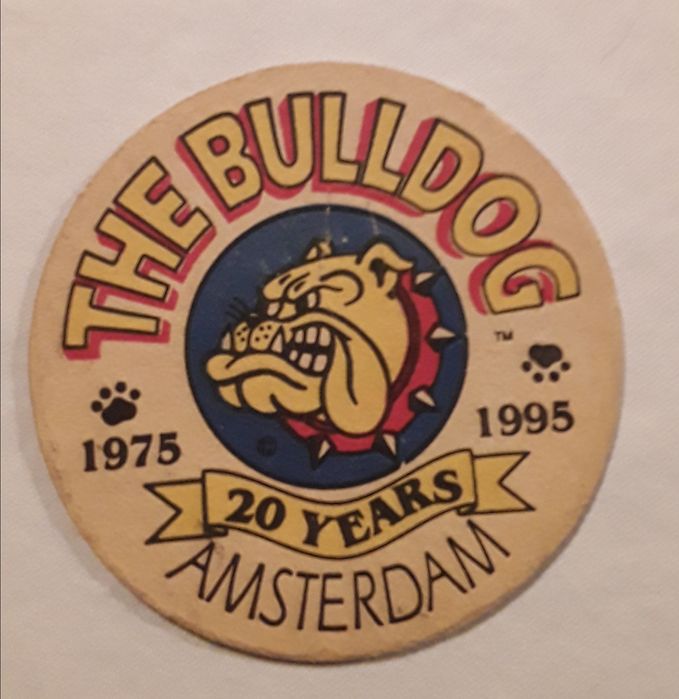 THE BULLDOG
TM
©
1975
1995
20 YEARS
AMSTERDAM